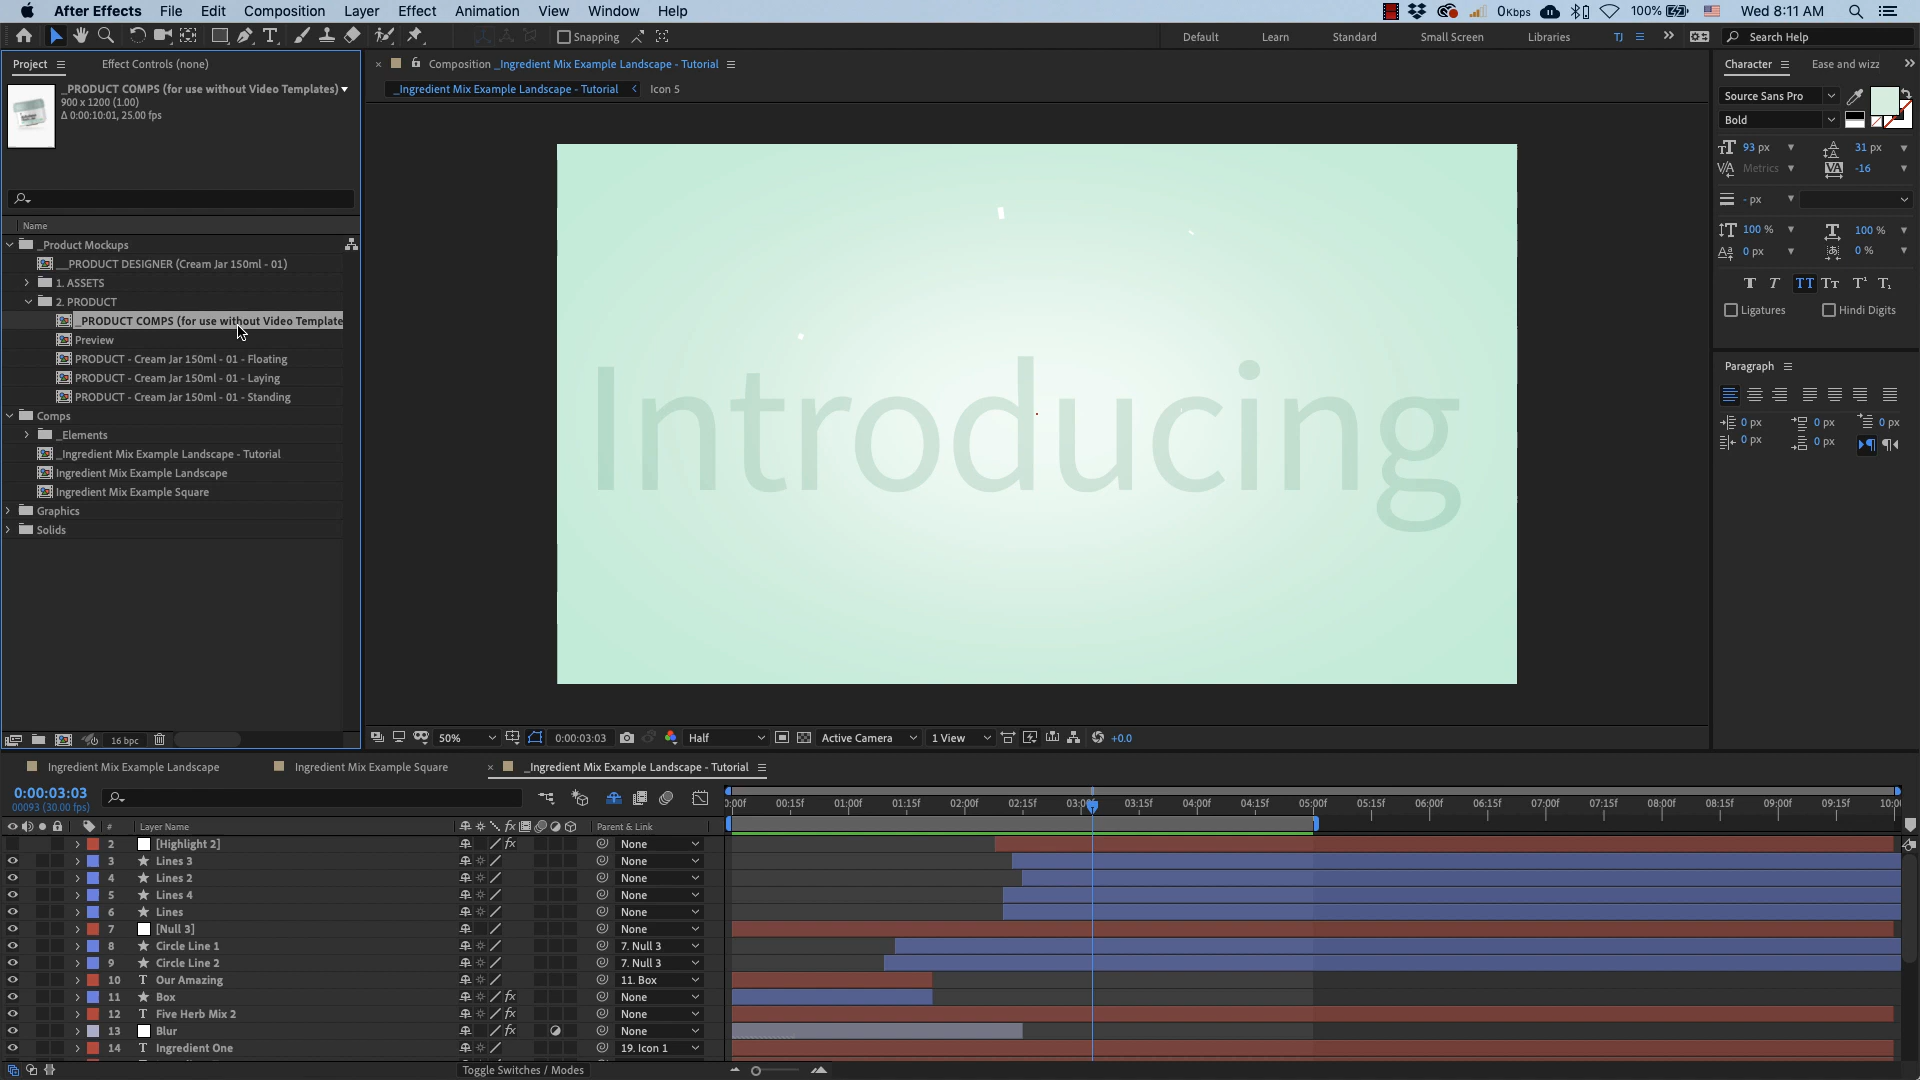 After Effects File Edit Composition Layer Effect Animation View Window Help 0Kbps 100% Wed 8:11 AM
Snapping Default Learn Standard Small Screen Libraries TJ Search Help
Project Effect Controls (none)
_PRODUCT COMPS (for use without Video Templates)
900 x 1200 (1.00)
Δ 0:00:10:01, 25.00 fps
Name
_Product Mockups
__PRODUCT DESIGNER (Cream Jar 150ml - 01)
1. ASSETS
2. PRODUCT
_PRODUCT COMPS (for use without Video Template
Preview
PRODUCT - Cream Jar 150ml - 01 - Floating
PRODUCT - Cream Jar 150ml - 01 - Laying
PRODUCT - Cream Jar 150ml - 01 - Standing
Comps
_Elements
_Ingredient Mix Example Landscape - Tutorial
Ingredient Mix Example Landscape
Ingredient Mix Example Square
Graphics
Solids
16 bpc
Composition _Ingredient Mix Example Landscape - Tutorial
_Ingredient Mix Example Landscape - Tutorial Icon 5
Introducing
50% 0:00:03:03 Half Active Camera 1 View +0.0
Character Ease and wizz
Source Sans Pro
Bold
93 px 31 px
Metrics -16
- px
100 % 100 %
0 px 0 %
T T TT Tt T¹ T₁
Ligatures Hindi Digits
Paragraph
0 px 0 px 0 px
0 px 0 px
Ingredient Mix Example Landscape Ingredient Mix Example Square _Ingredient Mix Example Landscape - Tutorial
0:00:03:03
00093 (30.00 fps)
):00f 00:15f 01:00f 01:15f 02:00f 02:15f 03:00f 03:15f 04:00f 04:15f 05:00f 05:15f 06:00f 06:15f 07:00f 07:15f 08:00f 08:15f 09:00f 09:15f 10:0
# Layer Name fx Parent & Link
2 [Highlight 2] fx None
3 Lines 3 None
4 Lines 2 None
5 Lines 4 None
6 Lines None
7 [Null 3] None
8 Circle Line 1 7. Null 3
9 Circle Line 2 7. Null 3
10 T Our Amazing 11. Box
11 Box fx None
12 T Five Herb Mix 2 None
13 Blur fx None
14 T Ingredient One 19. Icon 1
Toggle Switches / Modes